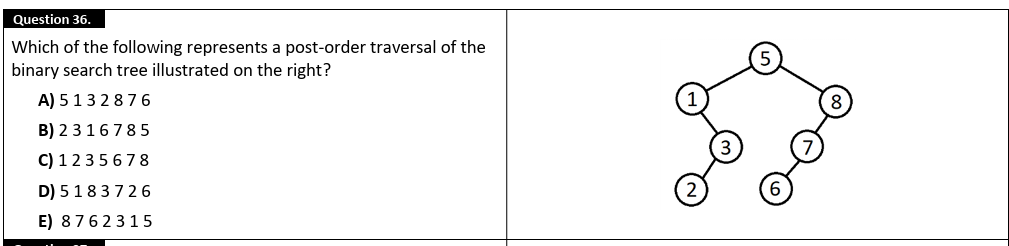 Question 36.
Which of the following represents a post-order traversal of the
binary search tree illustrated on the right?
A) 5 1 3 2 8 7 6
B) 2 3 1 6 7 8 5
C) 1 2 3 5 6 7 8
D) 5 1 8 3 7 2 6
E) 8 7 6 2 3 1 5
5
1 8
3 7
2 6